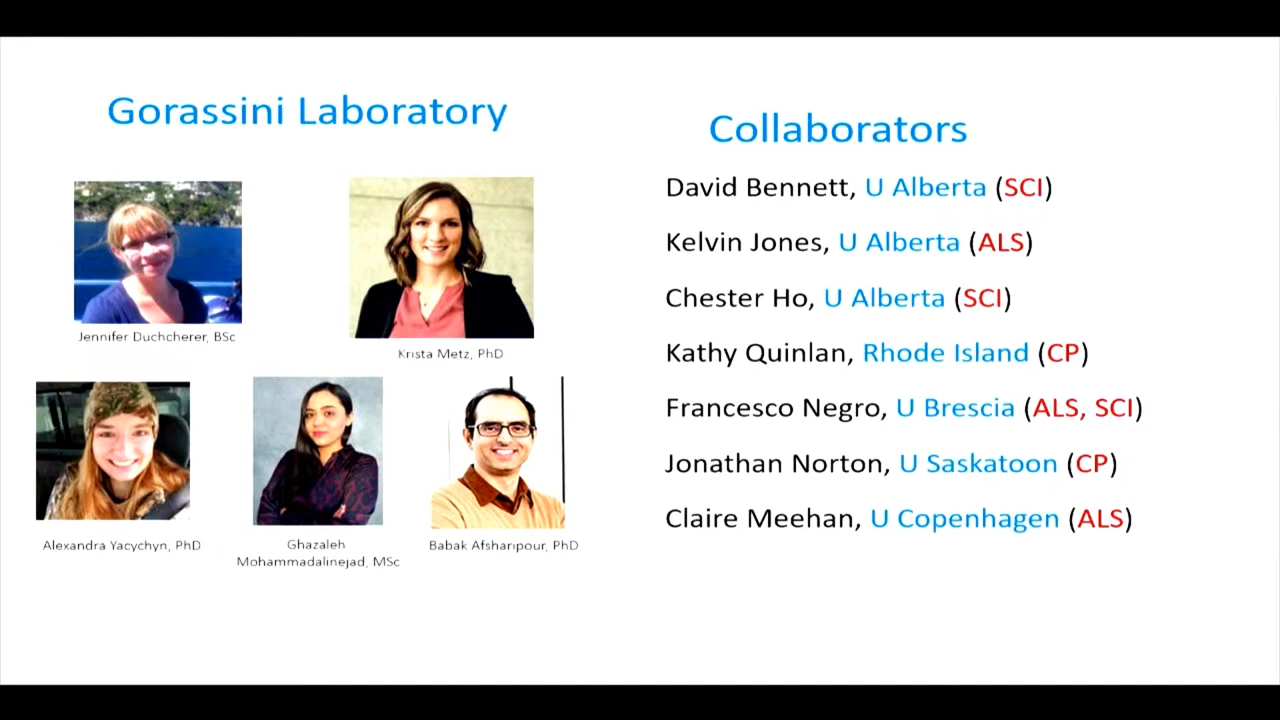 Gorassini Laboratory
Jennifer Duchcherer, BSc
Krista Metz, PhD
Alexandra Yacychyn, PhD
Ghazaleh
Mohammadalinejad, MSc
Babak Afsharipour, PhD
Collaborators
David Bennett, U Alberta (SCI)
Kelvin Jones, U Alberta (ALS)
Chester Ho, U Alberta (SCI)
Kathy Quinlan, Rhode Island (CP)
Francesco Negro, U Brescia (ALS, SCI)
Jonathan Norton, U Saskatoon (CP)
Claire Meehan, U Copenhagen (ALS)